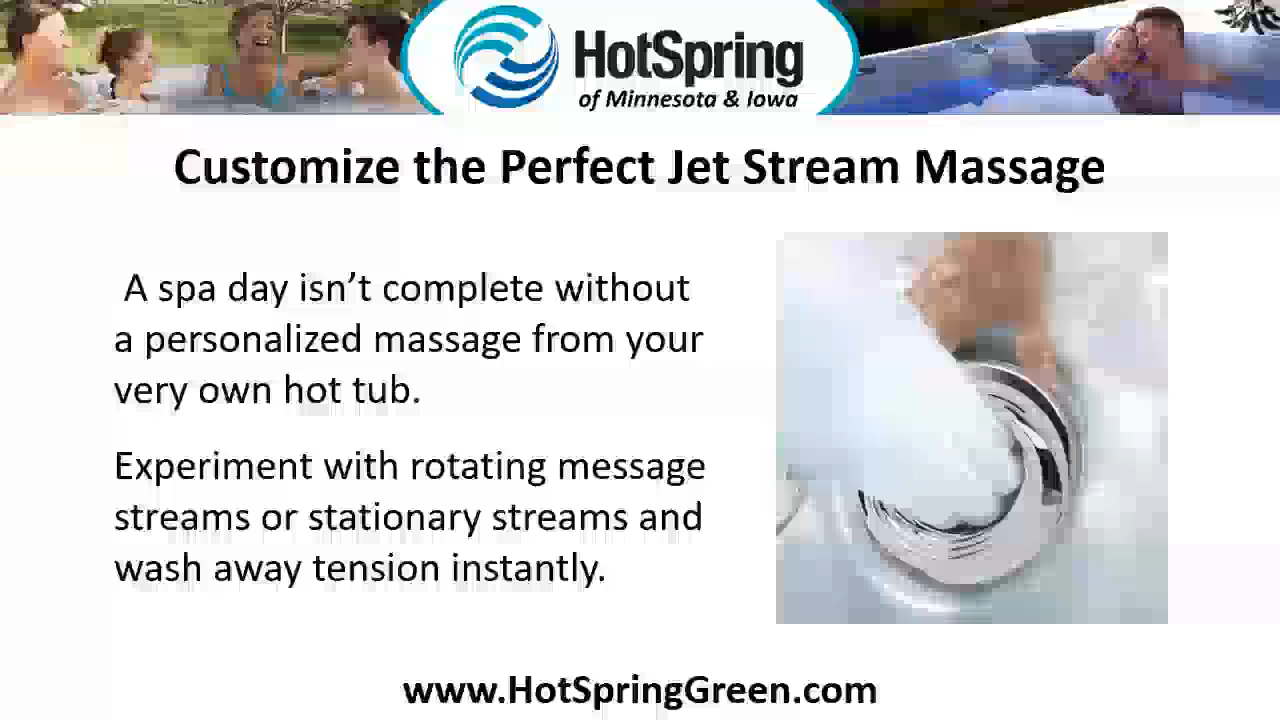 HotSpring
of Minnesota & Iowa
Customize the Perfect Jet Stream Massage
A spa day isn't complete without
a personalized massage from your
very own hot tub.
Experiment with rotating message
streams or stationary streams and
wash away tension instantly.
www.HotSpringGreen.com